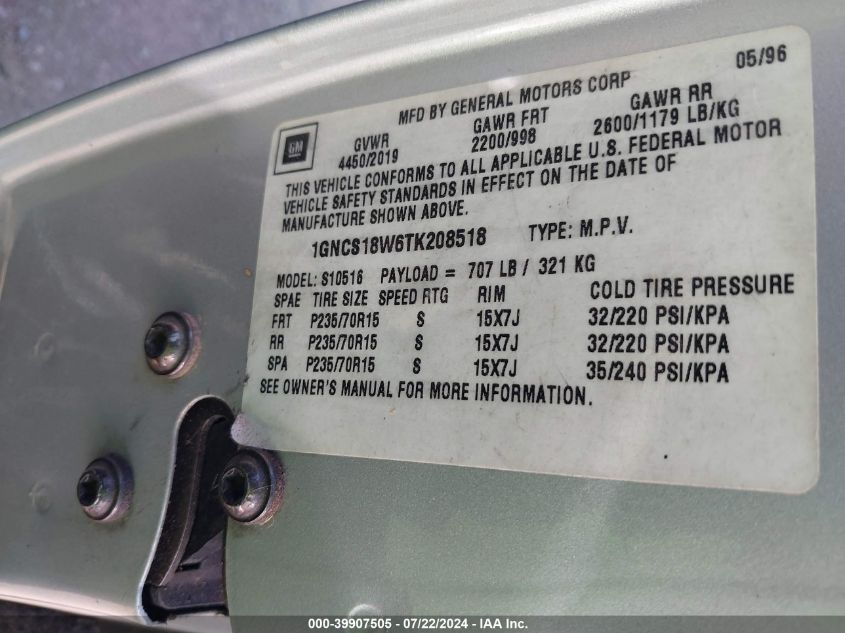 05/96
MFD BY GENERAL MOTORS CORP
GM
GVWR GAWR FRT GAWR RR
4450/2019 2200/998 2600/1179 LB/KG
THIS VEHICLE CONFORMS TO ALL APPLICABLE U.S. FEDERAL MOTOR
VEHICLE SAFETY STANDARDS IN EFFECT ON THE DATE OF
MANUFACTURE SHOWN ABOVE.
1GNCS18W6TK208518 TYPE: M.P.V.
MODEL: S10516 PAYLOAD = 707 LB / 321 KG
SPAE TIRE SIZE SPEED RTG RIM COLD TIRE PRESSURE
FRT P235/70R15 S 15X7J 32/220 PSI/KPA
RR P235/70R15 S 15X7J 32/220 PSI/KPA
SPA P235/70R15 S 15X7J 35/240 PSI/KPA
SEE OWNER'S MANUAL FOR MORE INFORMATION.
000-39907505 - 07/22/2024 - IAA Inc.